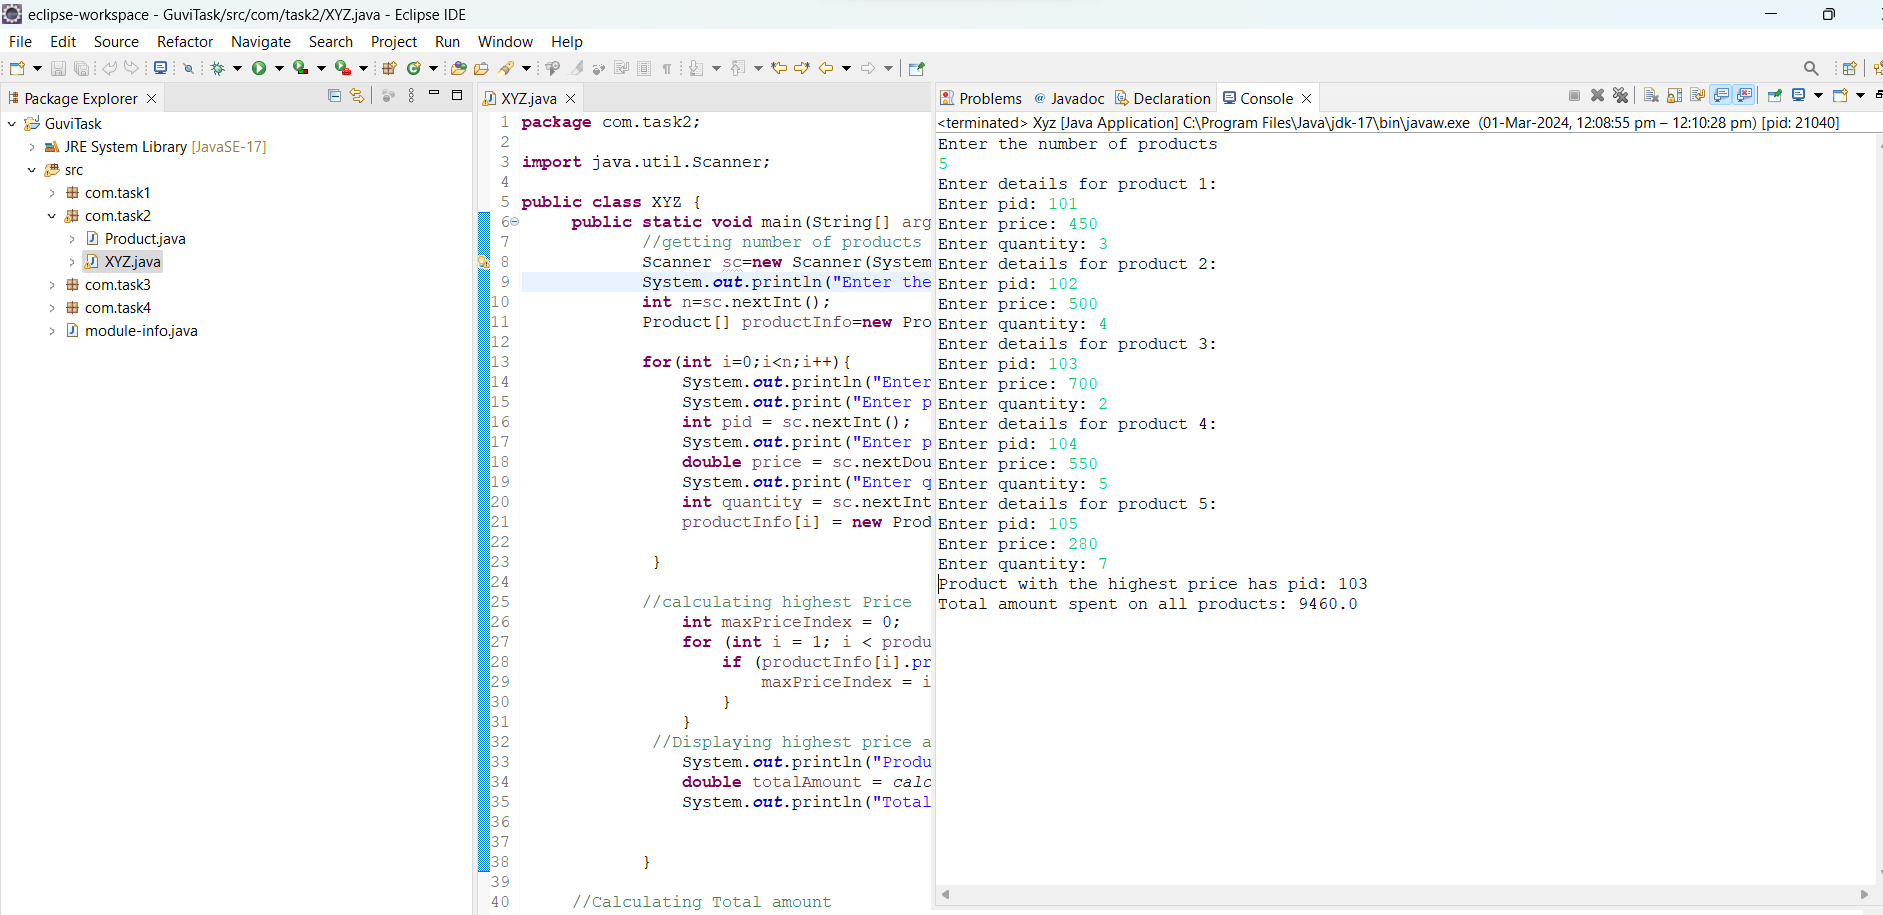 eclipse-workspace - GuviTask/src/com/task2/XYZ.java - Eclipse IDE
File Edit Source Refactor Navigate Search Project Run Window Help
Package Explorer
GuviTask
JRE System Library [JavaSE-17]
src
com.task1
com.task2
Product.java
XYZ.java
com.task3
com.task4
module-info.java
XYZ.java
1 package com.task2;
2
3 import java.util.Scanner;
4
5 public class XYZ {
6 public static void main(String[] arg
7 //getting number of products
8 Scanner sc=new Scanner(System
9 System.out.println("Enter the
10 int n=sc.nextInt();
11 Product[] productInfo=new Pro
12
13 for(int i=0;i<n;i++){
14 System.out.println("Enter
15 System.out.print("Enter p
16 int pid = sc.nextInt();
17 System.out.print("Enter p
18 double price = sc.nextDou
19 System.out.print("Enter q
20 int quantity = sc.nextInt
21 productInfo[i] = new Prod
22
23 }
24
25 //calculating highest Price
26 int maxPriceIndex = 0;
27 for (int i = 1; i < produ
28 if (productInfo[i].pr
29 maxPriceIndex = i
30 }
31 }
32 //Displaying highest price a
33 System.out.println("Produ
34 double totalAmount = calc
35 System.out.println("Total
36
37
38 }
39
40 //Calculating Total amount
Problems Javadoc Declaration Console
<terminated> Xyz [Java Application] C:\Program Files\Java\jdk-17\bin\javaw.exe (01-Mar-2024, 12:08:55 pm – 12:10:28 pm) [pid: 21040]
Enter the number of products
5
Enter details for product 1:
Enter pid: 101
Enter price: 450
Enter quantity: 3
Enter details for product 2:
Enter pid: 102
Enter price: 500
Enter quantity: 4
Enter details for product 3:
Enter pid: 103
Enter price: 700
Enter quantity: 2
Enter details for product 4:
Enter pid: 104
Enter price: 550
Enter quantity: 5
Enter details for product 5:
Enter pid: 105
Enter price: 280
Enter quantity: 7
Product with the highest price has pid: 103
Total amount spent on all products: 9460.0